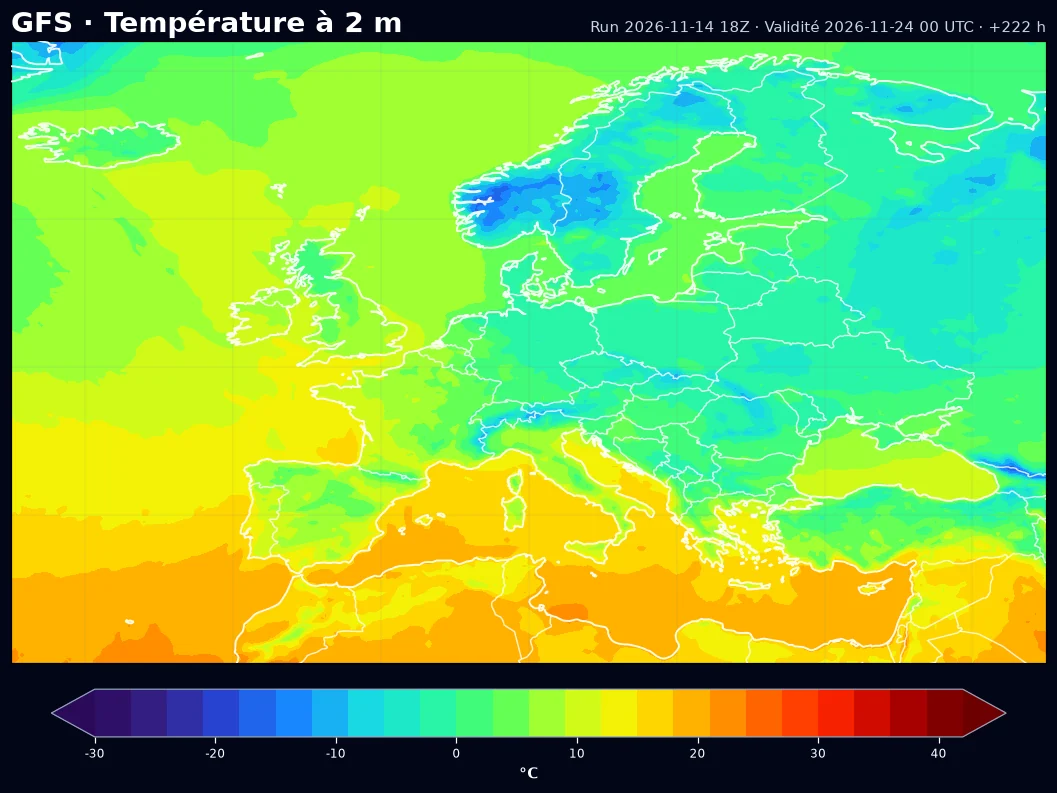 GFS · Température à 2 m
Run 2026-11-14 18Z · Validité 2026-11-24 00 UTC · +222 h
-30 -20 -10 0 10 20 30 40
°C